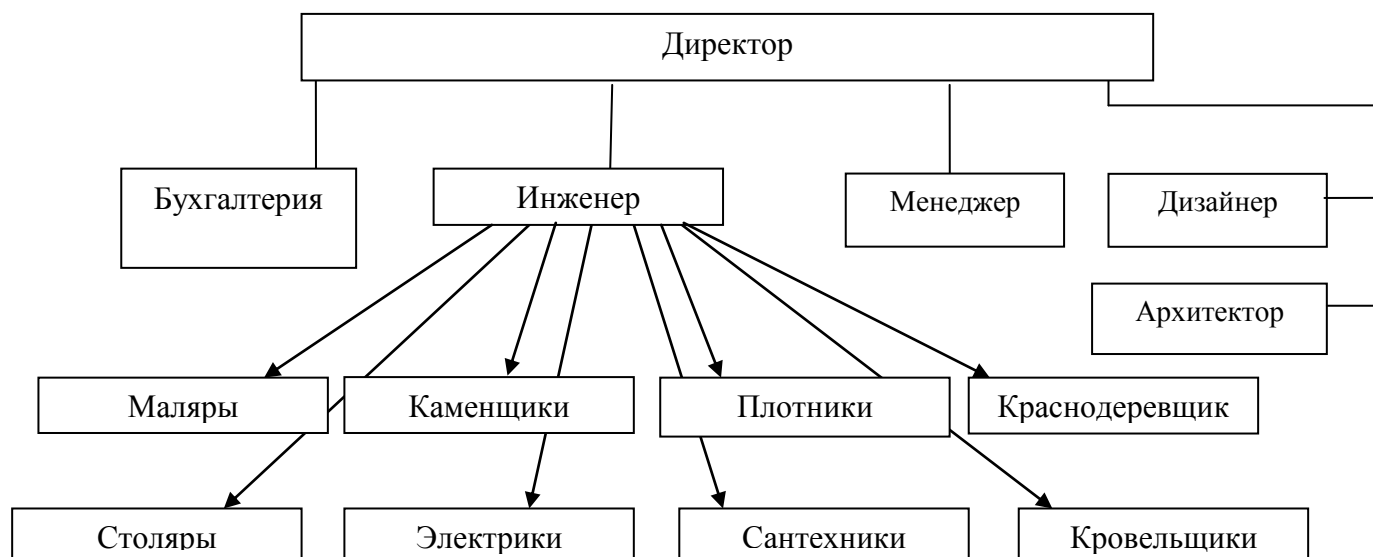 Директор
Бухгалтерия
Инженер
Менеджер
Дизайнер
Архитектор
Маляры
Каменщики
Плотники
Краснодеревщик
Столяры
Электрики
Сантехники
Кровельщики